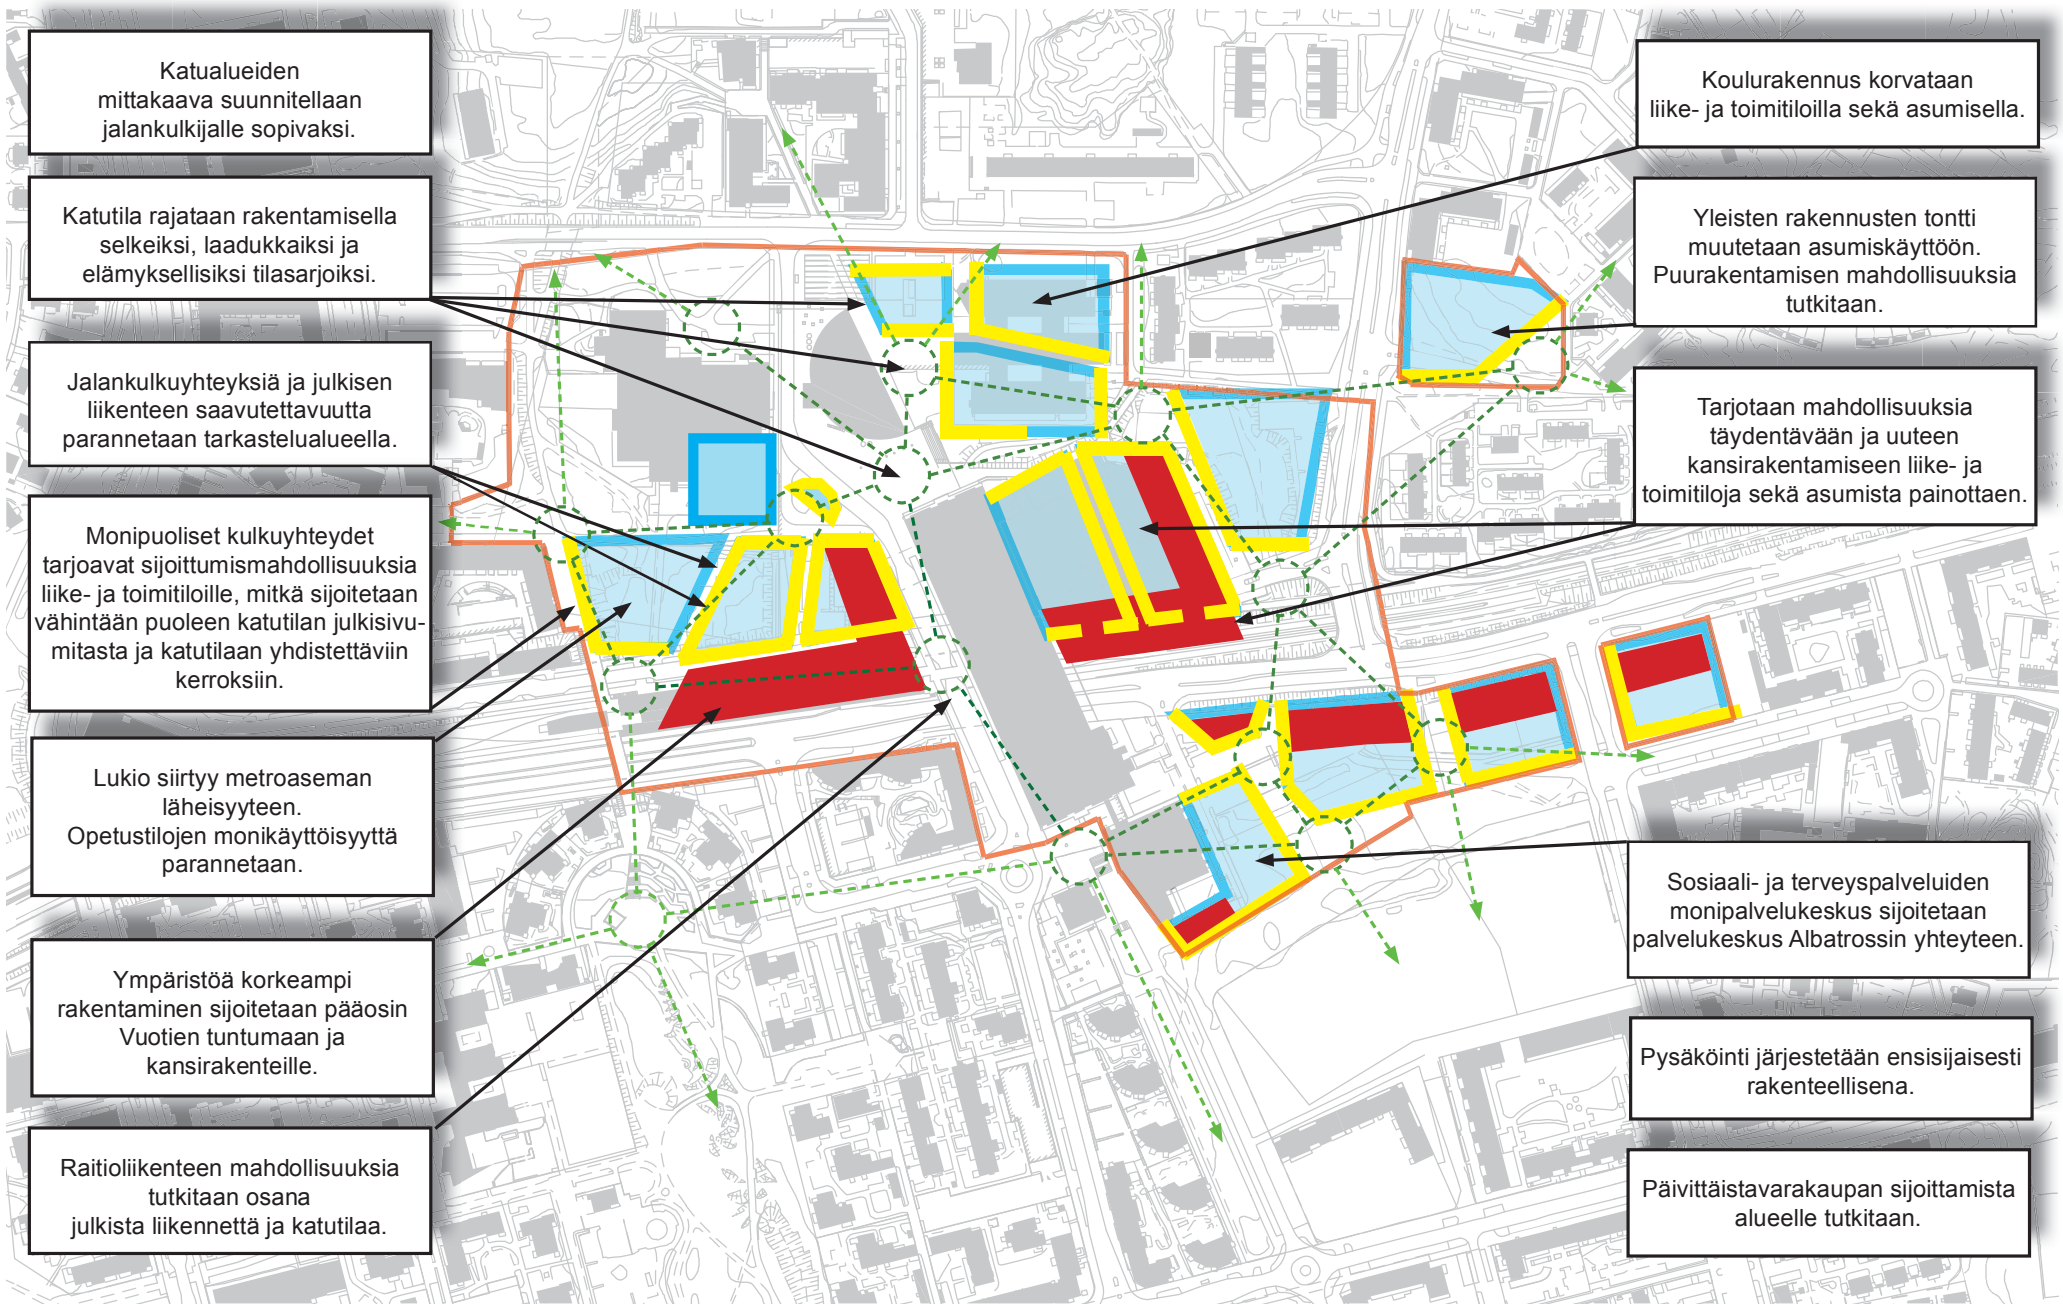 Katualueiden
mittakaava suunnitellaan
jalankulkijalle sopivaksi.
Katutila rajataan rakentamisella
selkeiksi, laadukkaiksi ja
elämyksellisiksi tilasarjoiksi.
Jalankulkuyhteyksiä ja julkisen
liikenteen saavutettavuutta
parannetaan tarkastelualueella.
Monipuoliset kulkuyhteydet
tarjoavat sijoittumismahdollisuuksia
liike- ja toimitiloille, mitkä sijoitetaan
vähintään puoleen katutilan julkisivu-
mitasta ja katutilaan yhdistettäviin
kerroksiin.
Lukio siirtyy metroaseman
läheisyyteen.
Opetustilojen monikäyttöisyyttä
parannetaan.
Ympäristöä korkeampi
rakentaminen sijoitetaan pääosin
Vuotien tuntumaan ja
kansirakenteille.
Raitioliikenteen mahdollisuuksia
tutkitaan osana
julkista liikennettä ja katutilaa.
Koulurakennus korvataan
liike- ja toimitiloilla sekä asumisella.
Yleisten rakennusten tontti
muutetaan asumiskäyttöön.
Puurakentamisen mahdollisuuksia
tutkitaan.
Tarjotaan mahdollisuuksia
täydentävään ja uuteen
kansirakentamiseen liike- ja
toimitiloja sekä asumista painottaen.
Sosiaali- ja terveyspalveluiden
monipalvelukeskus sijoitetaan
palvelukeskus Albatrossin yhteyteen.
Pysäköinti järjestetään ensisijaisesti
rakenteellisena.
Päivittäistavarakaupan sijoittamista
alueelle tutkitaan.